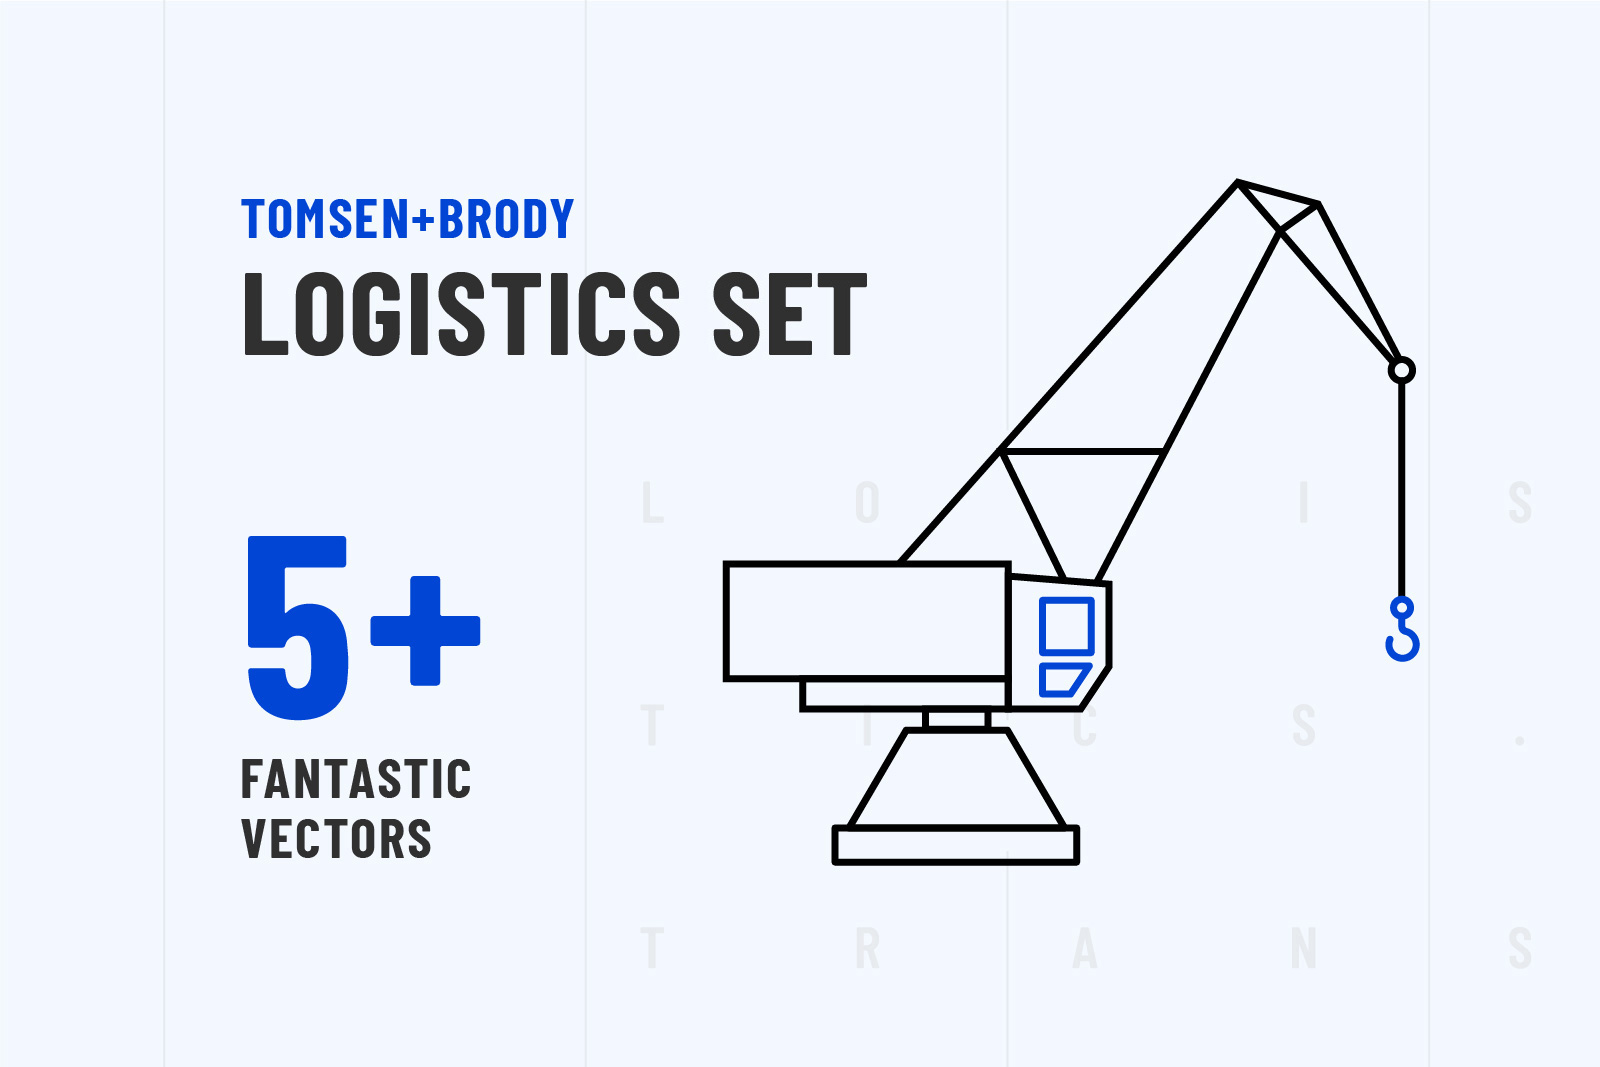 TOMSEN+BRODY
LOGISTICS SET
L O I S
5+
T I C S .
FANTASTIC
VECTORS
T R A N S